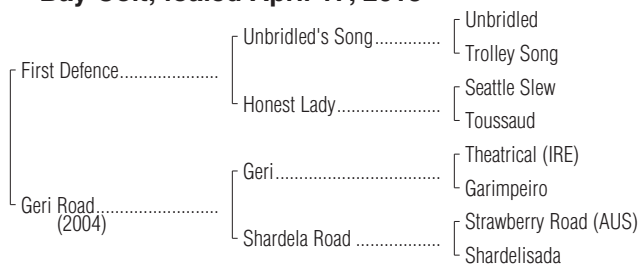 Bay Colt; foaled April 17,
Unbridled
Unbridled's Song
Trolley Song
First Defence
Seattle Slew
Honest Lady
Toussaud
Theatrical (IRE)
Geri
Garimpeiro
Geri Road
(2004)
Strawberry Road (AUS)
Shardela Road
Shardelisada